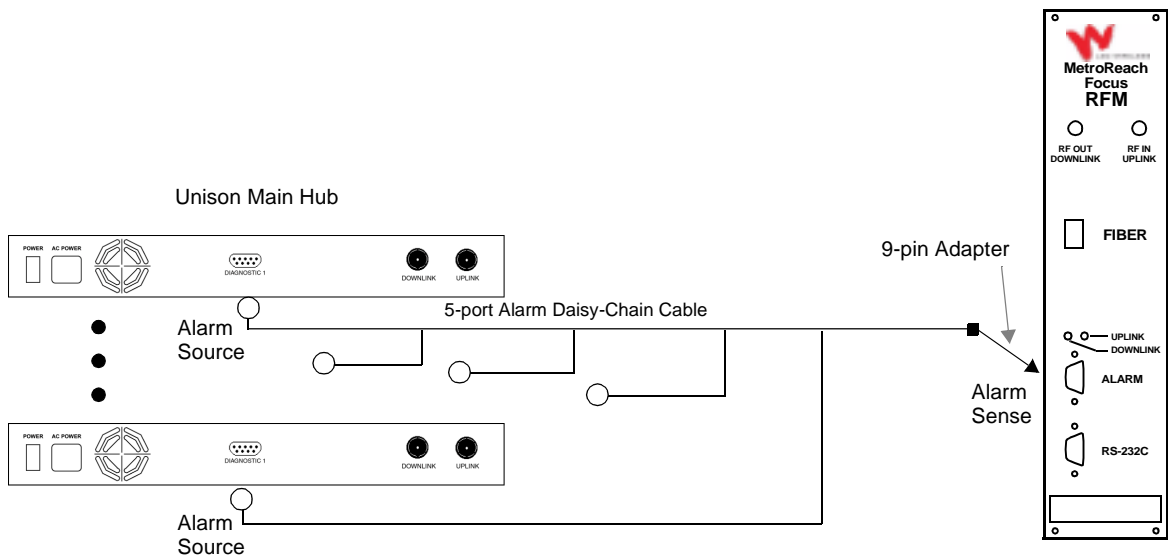 MetroReach
Focus
RFM
RF OUT
DOWNLINK
RF IN
UPLINK
Unison Main Hub
POWER
AC POWER
DIAGNOSTIC 1
DOWNLINK
UPLINK
FIBER
9-pin Adapter
5-port Alarm Daisy-Chain Cable
Alarm
Source
UPLINK
DOWNLINK
ALARM
Alarm
Sense
POWER
AC POWER
DIAGNOSTIC 1
DOWNLINK
UPLINK
RS-232C
Alarm
Source